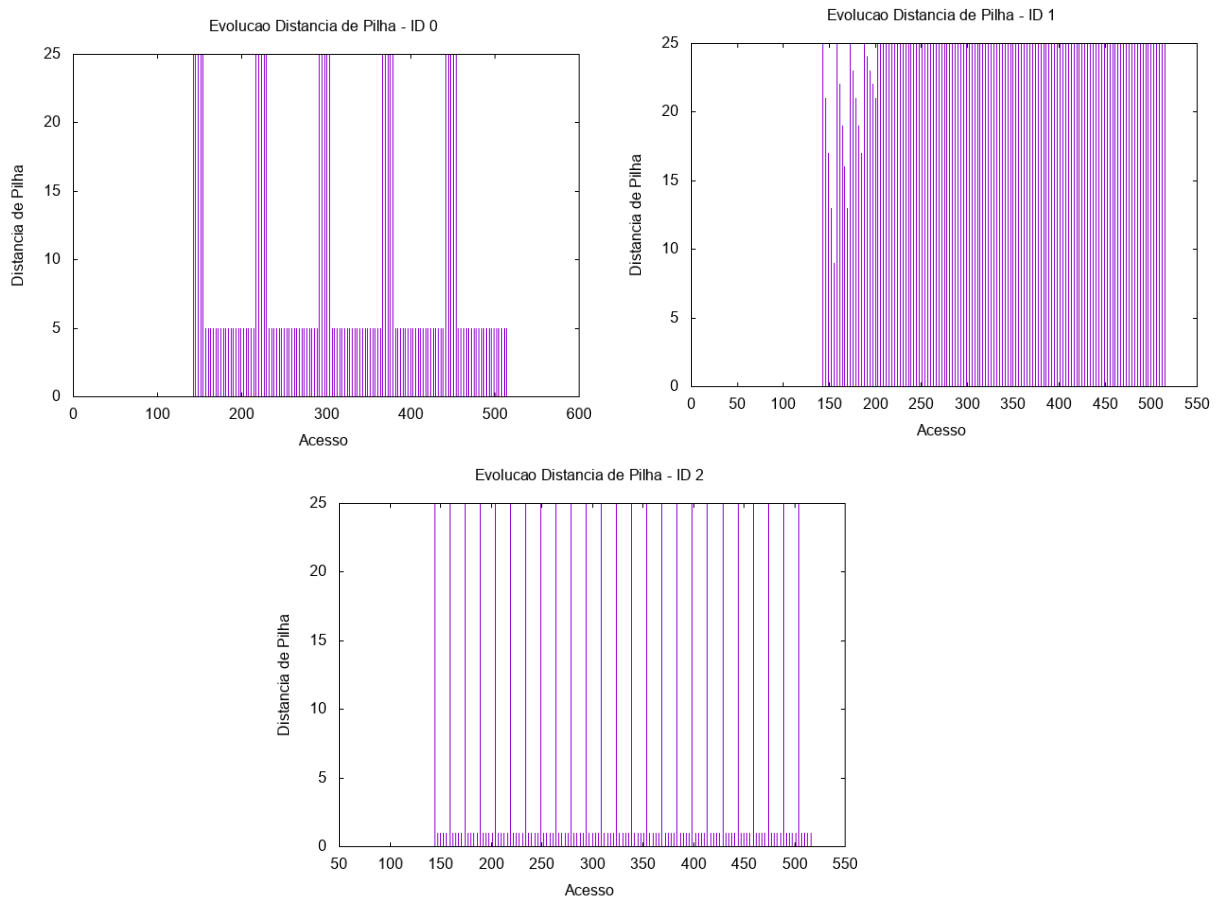 Evolucao Distancia de Pilha - ID 0
25
20
15
10
5
0
Distancia de Pilha
0 100 200 300 400 500 600
Acesso
Evolucao Distancia de Pilha - ID 1
25
20
15
10
5
0
Distancia de Pilha
0 50 100 150 200 250 300 350 400 450 500 550
Acesso
Evolucao Distancia de Pilha - ID 2
25
20
15
10
5
0
Distancia de Pilha
50 100 150 200 250 300 350 400 450 500 550
Acesso